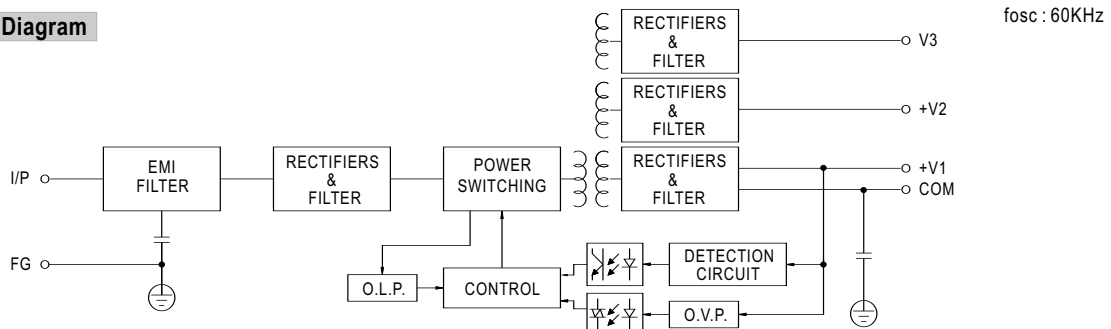 Diagram
fosc : 60KHz
RECTIFIERS
&
FILTER
V3
RECTIFIERS
&
FILTER
+V2
I/P
EMI
FILTER
RECTIFIERS
&
FILTER
POWER
SWITCHING
RECTIFIERS
&
FILTER
+V1
COM
FG
O.L.P.
CONTROL
DETECTION
CIRCUIT
O.V.P.